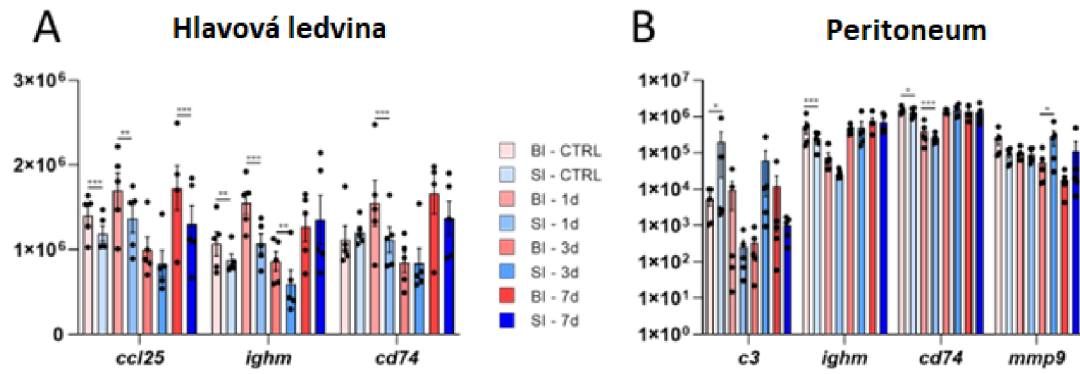 A
Hlavová ledvina
3×10⁶
2×10⁶
1×10⁶
0
***
**
***
**
***
**
***
ccl25
ighm
cd74
BI - CTRL
SI - CTRL
BI - 1d
SI - 1d
BI - 3d
SI - 3d
BI - 7d
SI - 7d
B
Peritoneum
1×10⁷
1×10⁶
1×10⁵
1×10⁴
1×10³
1×10²
1×10¹
1×10⁰
*
***
*
***
*
c3
ighm
cd74
mmp9